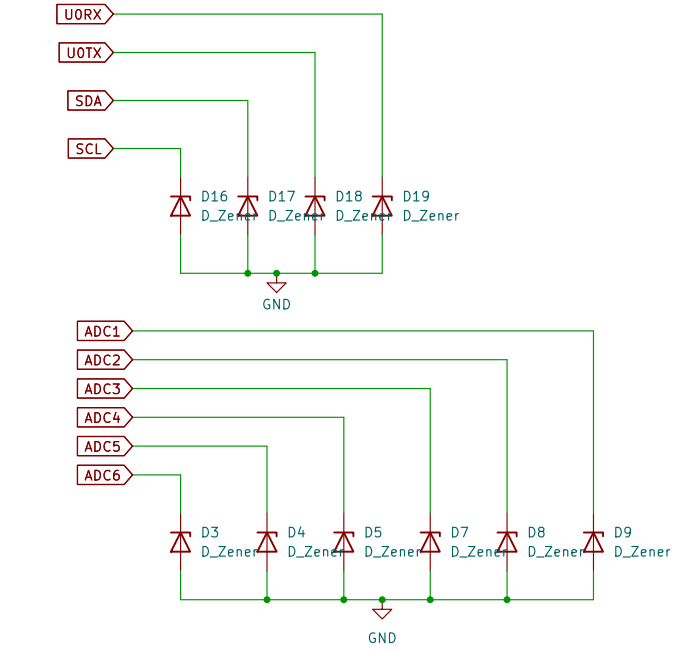 U0RX
U0TX
SDA
SCL
D16 D17 D18 D19
D_Zener D_Zener D_Zener D_Zener
GND
ADC1
ADC2
ADC3
ADC4
ADC5
ADC6
D3 D4 D5 D7 D8 D9
D_Zener D_Zener D_Zener D_Zener D_Zener D_Zener
GND